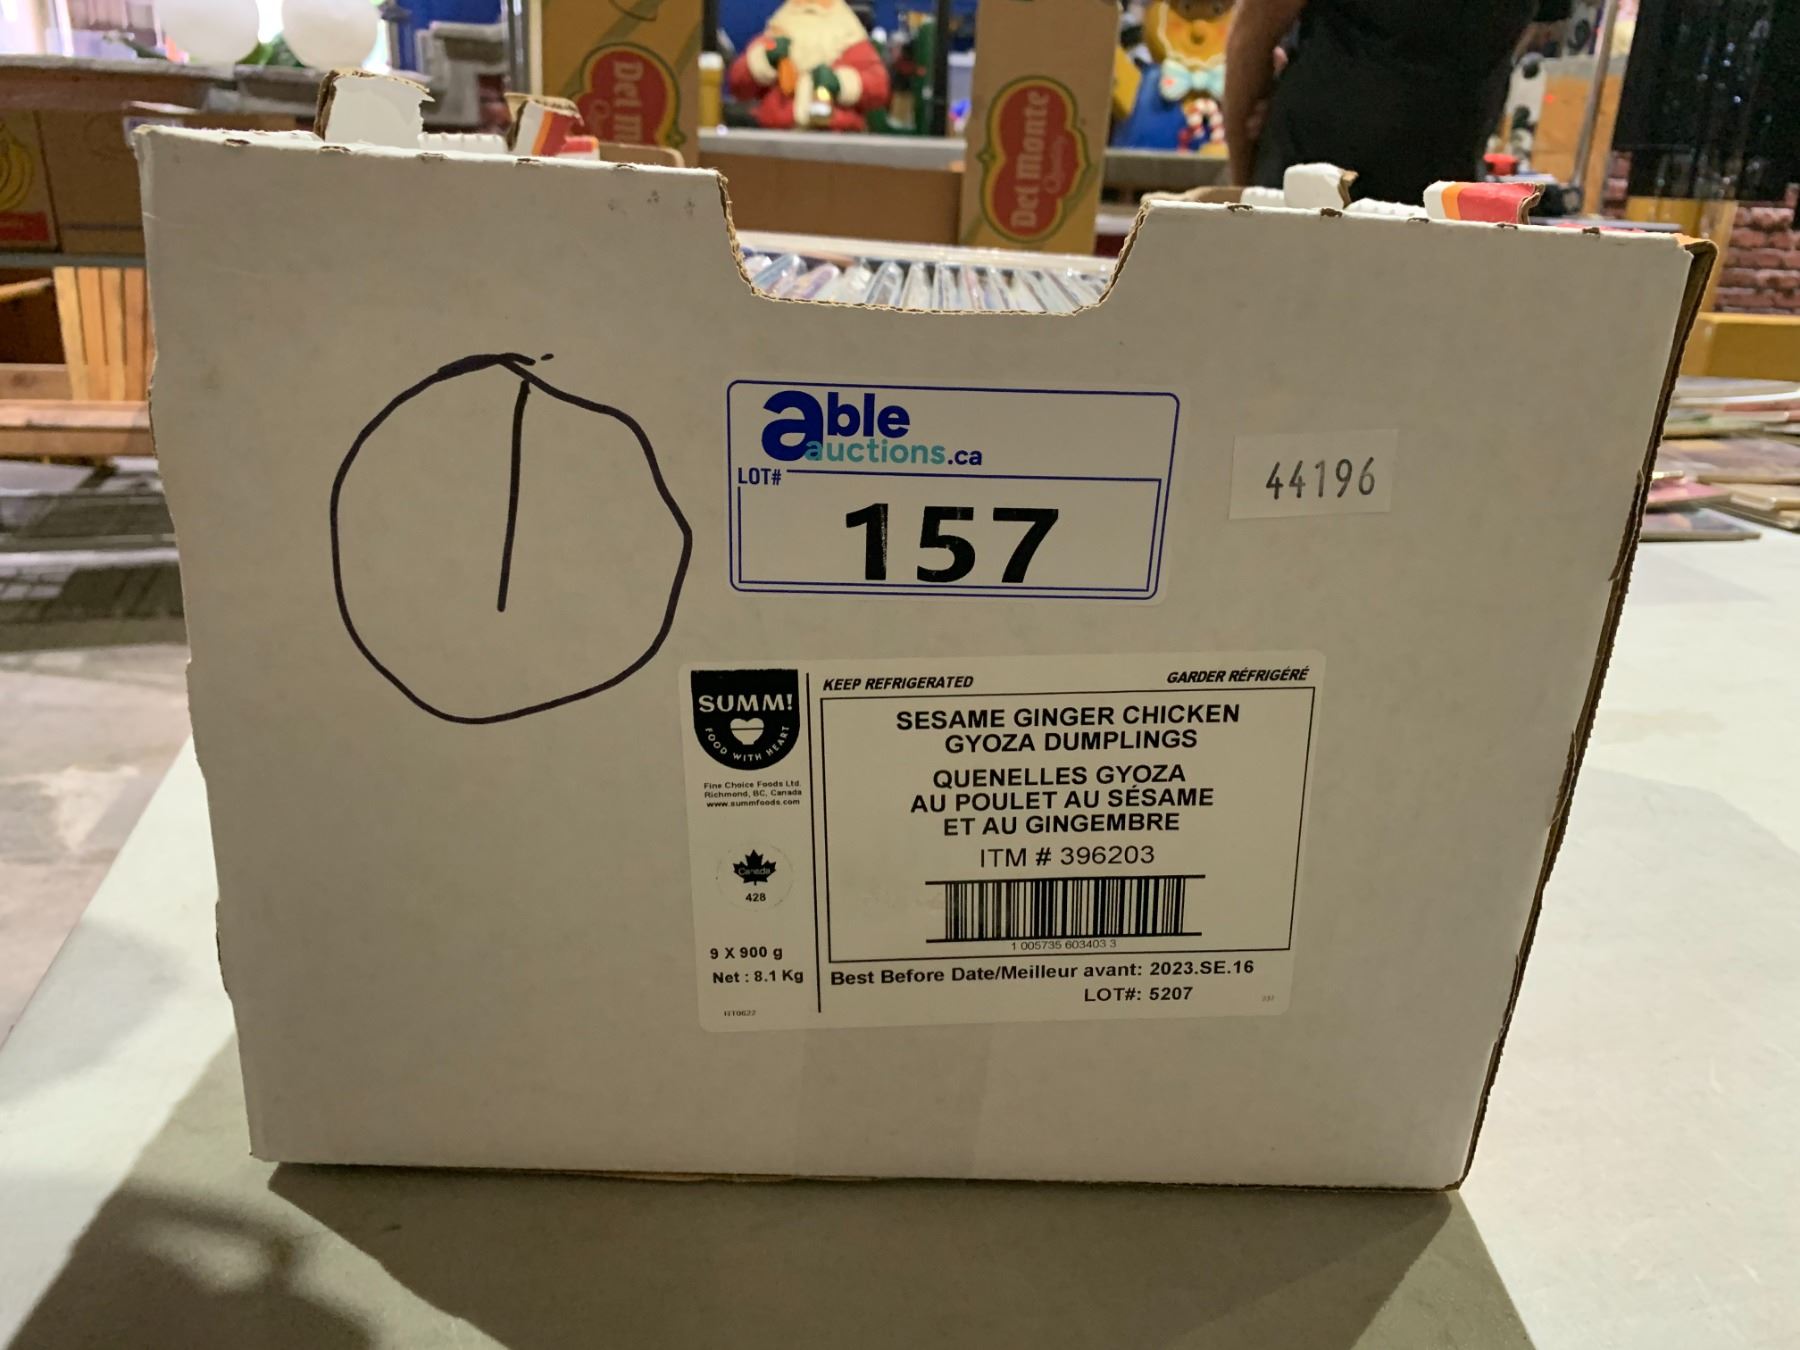 Del Monte
Del Monte
Quality
able
auctions.ca
LOT#
157
44196
1
SUMM!
FOOD WITH HEART
Fine Choice Foods Ltd.
Richmond, BC, Canada
www.summfoods.com
Canada
428
9 X 900 g
Net : 8.1 Kg
KEEP REFRIGERATED
GARDER RÉFRIGÉRÉ
SESAME GINGER CHICKEN
GYOZA DUMPLINGS
QUENELLES GYOZA
AU POULET AU SÉSAME
ET AU GINGEMBRE
ITM # 396203
1 005735 603403 3
Best Before Date/Meilleur avant: 2023.SE.16
LOT#: 5207